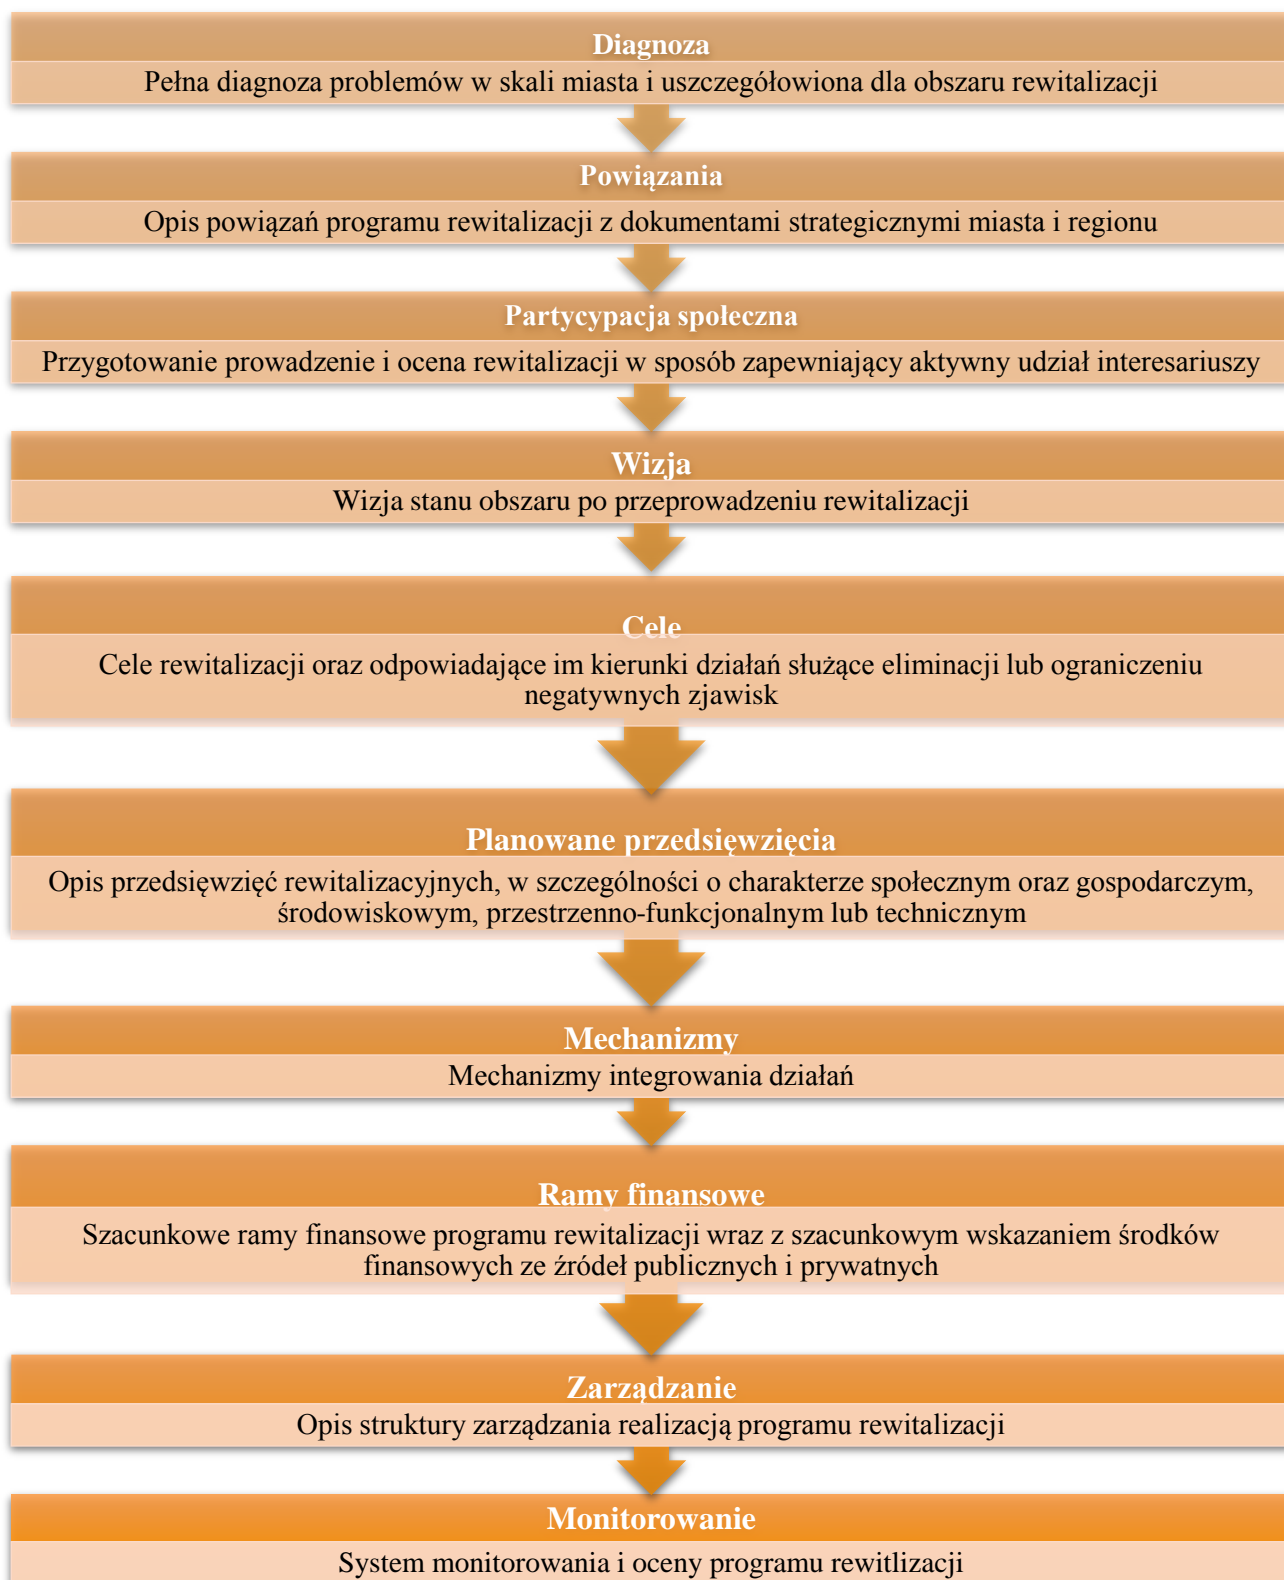 Diagnoza
Pełna diagnoza problemów w skali miasta i uszczegółowiona dla obszaru rewitalizacji
Powiązania
Opis powiązań programu rewitalizacji z dokumentami strategicznymi miasta i regionu
Partycypacja społeczna
Przygotowanie prowadzenie i ocena rewitalizacji w sposób zapewniający aktywny udział interesariuszy
Wizja
Wizja stanu obszaru po przeprowadzeniu rewitalizacji
Cele
Cele rewitalizacji oraz odpowiadające im kierunki działań służące eliminacji lub ograniczeniu
negatywnych zjawisk
Planowane przedsięwzięcia
Opis przedsięwzięć rewitalizacyjnych, w szczególności o charakterze społecznym oraz gospodarczym,
środowiskowym, przestrzenno-funkcjonalnym lub technicznym
Mechanizmy
Mechanizmy integrowania działań
Ramy finansowe
Szacunkowe ramy finansowe programu rewitalizacji wraz z szacunkowym wskazaniem środków
finansowych ze źródeł publicznych i prywatnych
Zarządzanie
Opis struktury zarządzania realizacją programu rewitalizacji
Monitorowanie
System monitorowania i oceny programu rewitlizacji